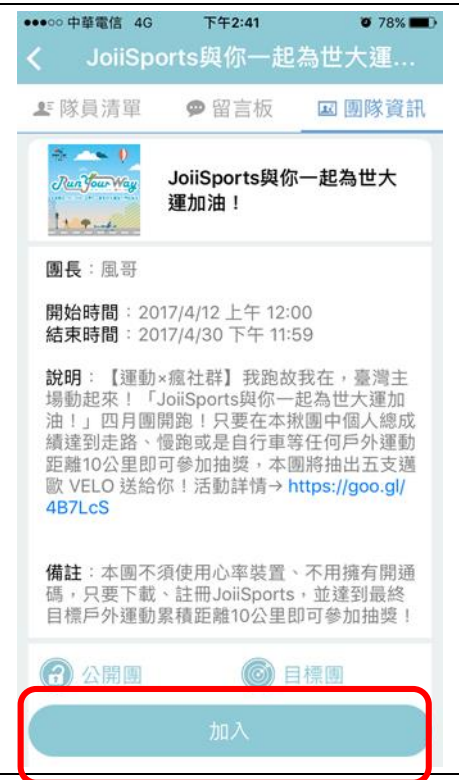 中華電信 4G 下午2:41 78%
JoiiSports與你一起為世大運...
隊員清單 留言板 團隊資訊
Run Your Way
JoiiSports與你一起為世大
運加油！
團長：風哥
開始時間：2017/4/12 上午 12:00
結束時間：2017/4/30 下午 11:59
說明：【運動×瘋社群】我跑故
我在，臺灣主
場動起來！「JoiiSports與你一起為世大運加
油！」四月團開跑！只要在本揪團中個人總成
績達到走路、慢跑或是自行車等任何戶外運動
距離10公里即可參加抽獎，本團將抽出五支邁
歐 VELO 送給你！活動詳情→ https://goo.gl/
4B7LcS
備註：本團不須使用心率裝置、不用擁有開通
碼，只要下載、註冊JoiiSports，並達到最終
目標戶外運動累積距離10公里即可參加抽獎！
公開團 目標團
加入